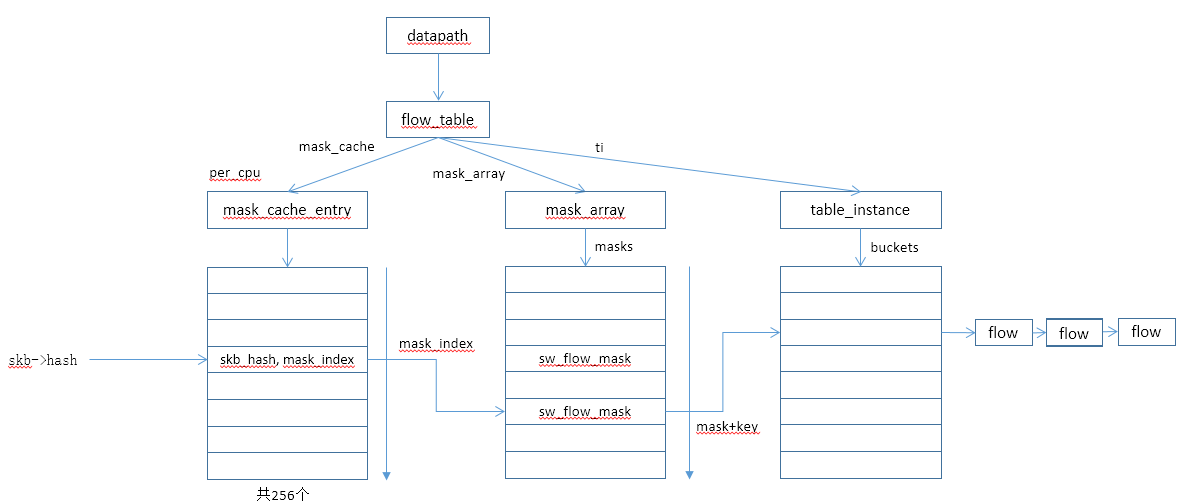 datapath
flow_table
mask_cache
ti
per_cpu
mask_array
mask_cache_entry
mask_array
table_instance
masks
buckets
skb->hash
skb_hash, mask_index
mask_index
sw_flow_mask
flow
flow
flow
sw_flow_mask
mask+key
共256个